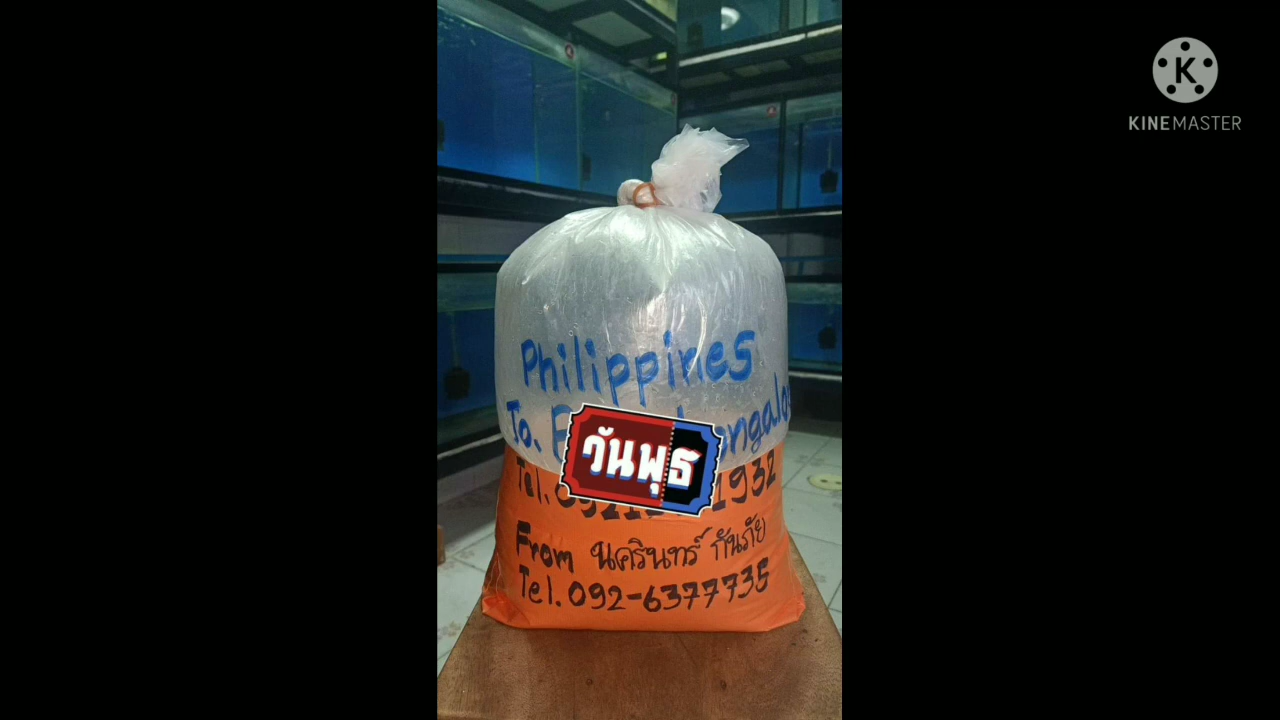 KINEMASTER
Philippines
To.
วันพุธ
Tel.
1932
From นครินทร์ กันภัย
Tel. 092-6377735